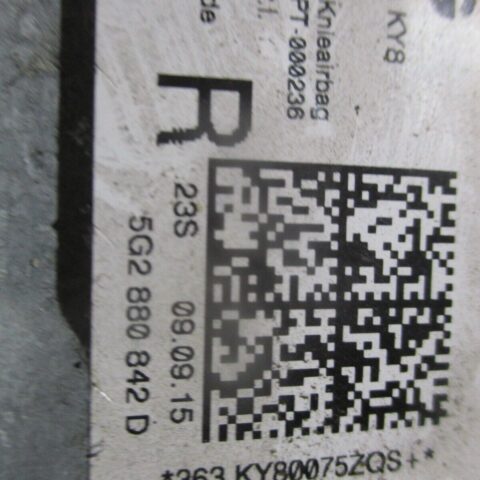 KY8
Knieairbag
PT-000236
R
23S 09.09.15
5G2 880 842 D
*363 KY80075ZQS+*